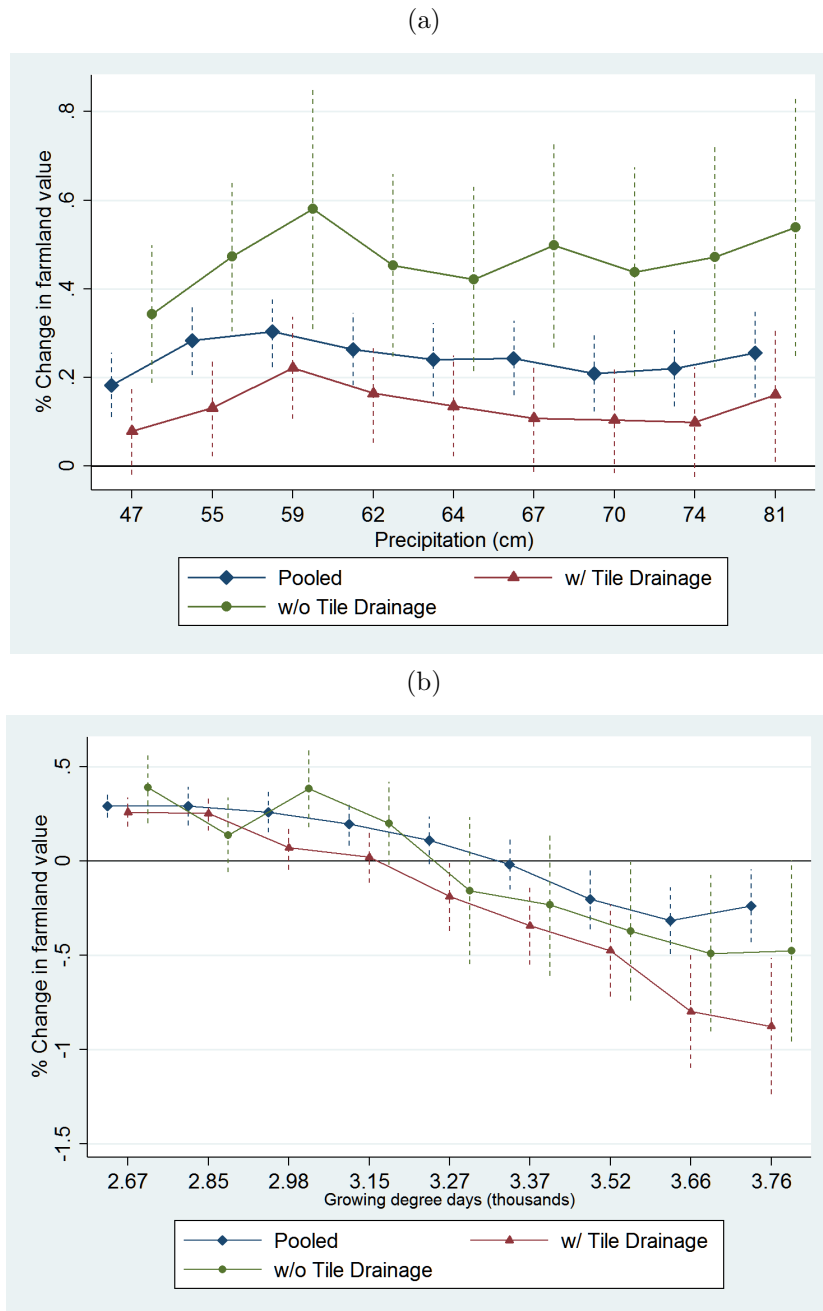 (a)
% Change in farmland value
.8
.6
.4
.2
0
47 55 59 62 64 67 70 74 81
Precipitation (cm)
Pooled w/ Tile Drainage
w/o Tile Drainage
(b)
% Change in farmland value
.5
0
-.5
-1
-1.5
2.67 2.85 2.98 3.15 3.27 3.37 3.52 3.66 3.76
Growing degree days (thousands)
Pooled w/ Tile Drainage
w/o Tile Drainage